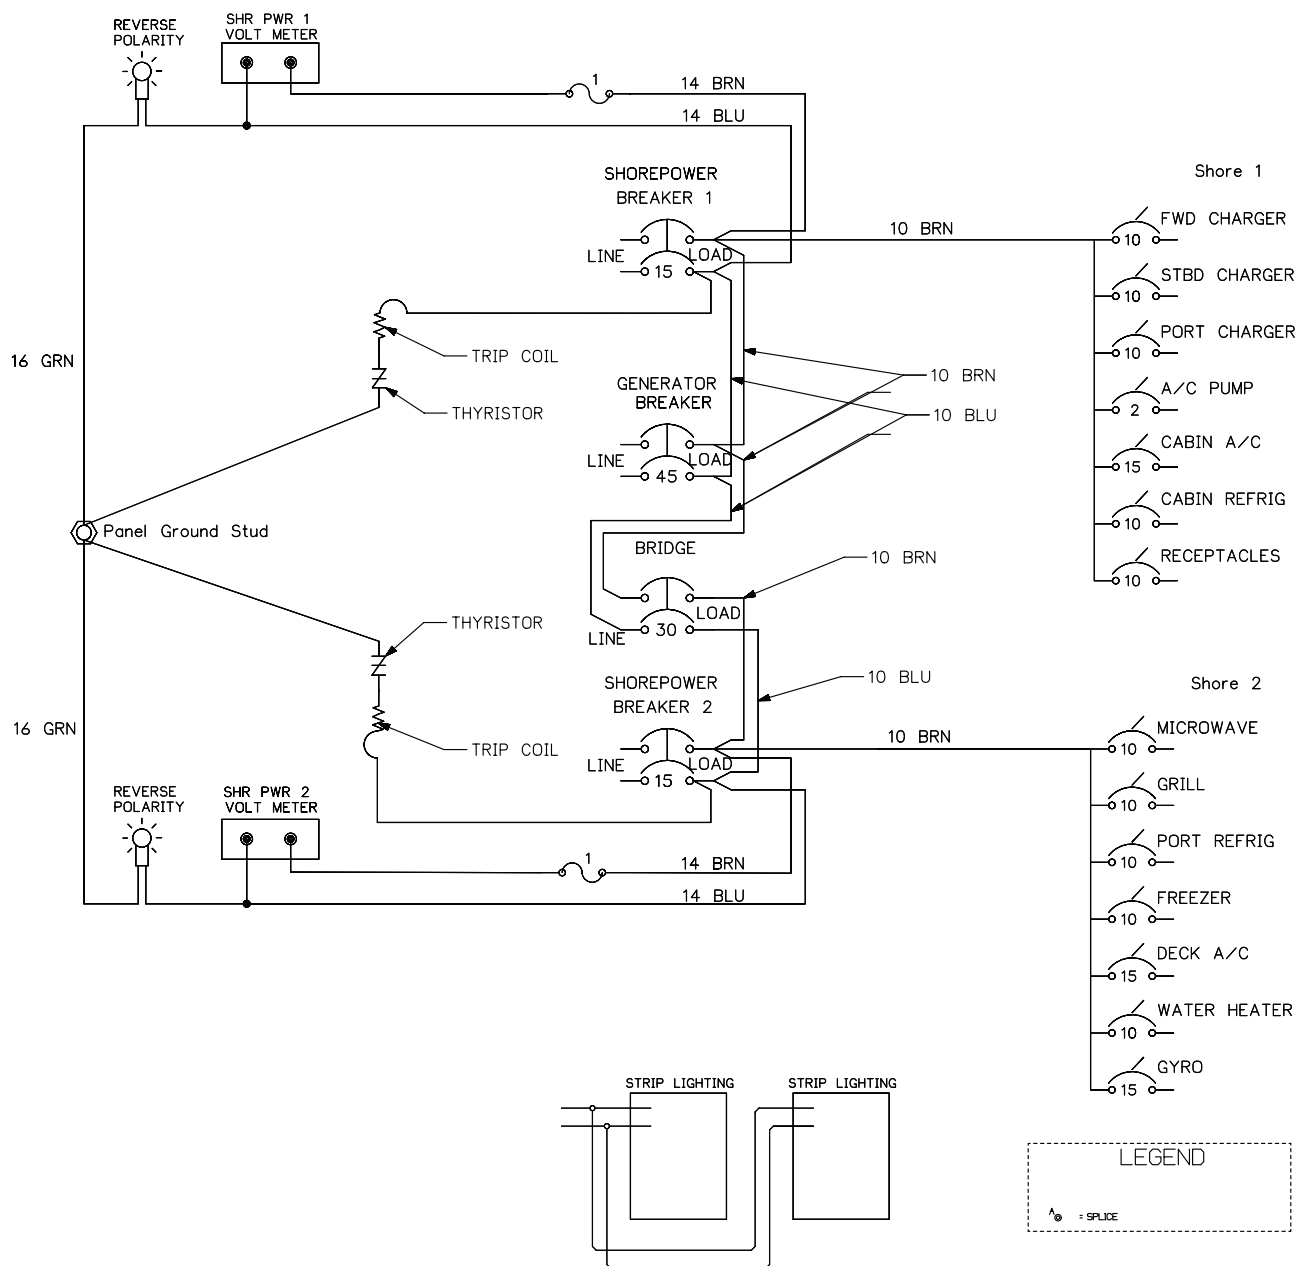 REVERSE
POLARITY
SHR PWR 1
VOLT METER
1
14 BRN
14 BLU
SHOREPOWER
BREAKER 1
LINE
LOAD
15
10 BRN
Shore 1
10
FWD CHARGER
10
STBD CHARGER
10
PORT CHARGER
2
A/C PUMP
15
CABIN A/C
10
CABIN REFRIG
10
RECEPTACLES
16 GRN
TRIP COIL
THYRISTOR
GENERATOR
BREAKER
LINE
LOAD
45
10 BRN
10 BLU
Panel Ground Stud
BRIDGE
10 BRN
LOAD
LINE
30
THYRISTOR
SHOREPOWER
BREAKER 2
10 BLU
LINE
LOAD
15
10 BRN
16 GRN
TRIP COIL
Shore 2
10
MICROWAVE
10
GRILL
10
PORT REFRIG
10
FREEZER
15
DECK A/C
10
WATER HEATER
15
GYRO
REVERSE
POLARITY
SHR PWR 2
VOLT METER
1
14 BRN
14 BLU
STRIP LIGHTING
STRIP LIGHTING
LEGEND
A
= SPLICE